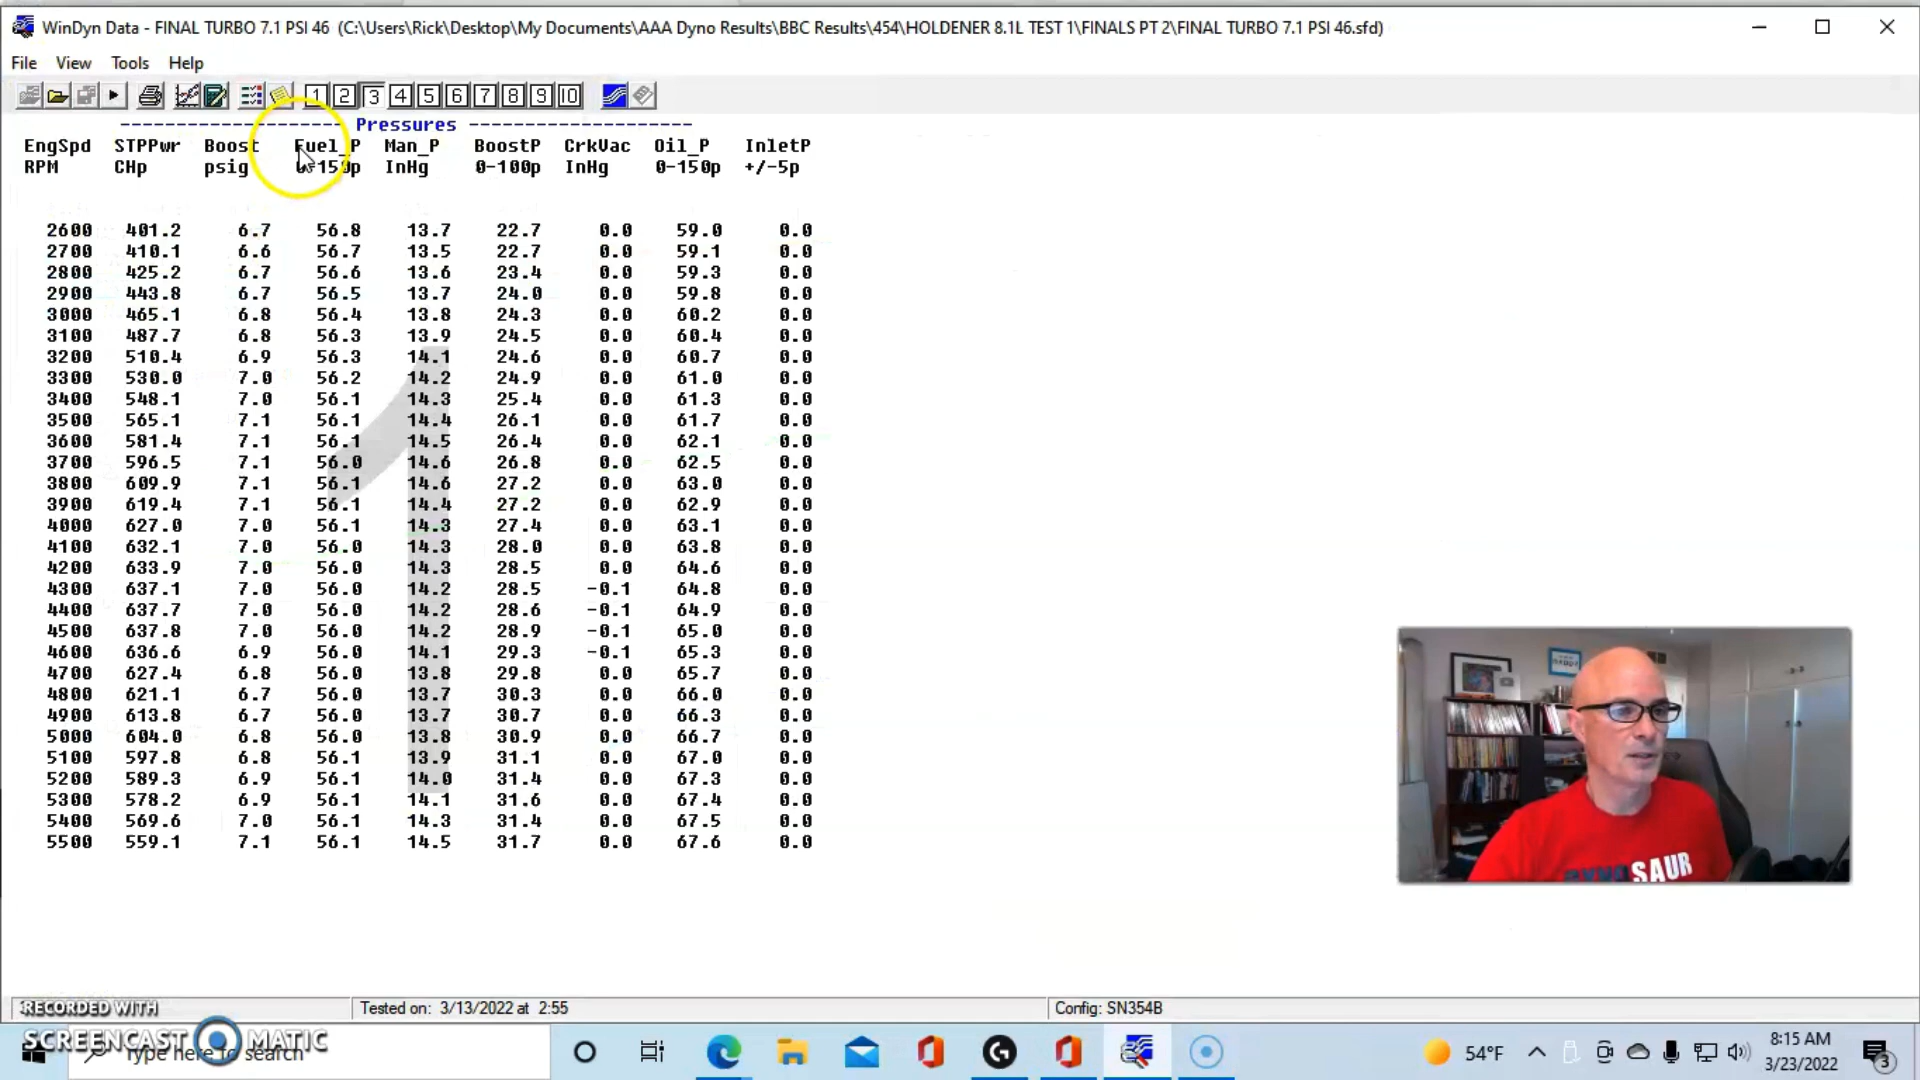 WinDyn Data - FINAL TURBO 7.1 PSI 46 (C:\Users\Rick\Desktop\My Documents\AAA Dyno Results\BBC Results\454\HOLDENER 8.1L TEST 1\FINALS PT 2\FINAL TURBO 7.1 PSI 46.sfd)
File View Tools Help
1 2 3 4 5 6 7 8 9 10
Pressures
EngSpd STPPwr Boost Fuel_P Man_P BoostP CrkVac Oil_P InletP
RPM CHp psig 0-150p InHg 0-100p InHg 0-150p +/-5p
2600 401.2 6.7 56.8 13.7 22.7 0.0 59.0 0.0
2700 410.1 6.6 56.7 13.5 22.7 0.0 59.1 0.0
2800 425.2 6.7 56.6 13.6 23.4 0.0 59.3 0.0
2900 443.8 6.7 56.5 13.7 24.0 0.0 59.8 0.0
3000 465.1 6.8 56.4 13.8 24.3 0.0 60.2 0.0
3100 487.7 6.8 56.3 13.9 24.5 0.0 60.4 0.0
3200 510.4 6.9 56.3 14.1 24.6 0.0 60.7 0.0
3300 530.0 7.0 56.2 14.2 24.9 0.0 61.0 0.0
3400 548.1 7.0 56.1 14.3 25.4 0.0 61.3 0.0
3500 565.1 7.1 56.1 14.4 26.1 0.0 61.7 0.0
3600 581.4 7.1 56.1 14.5 26.4 0.0 62.1 0.0
3700 596.5 7.1 56.0 14.6 26.8 0.0 62.5 0.0
3800 609.9 7.1 56.1 14.6 27.2 0.0 63.0 0.0
3900 619.4 7.1 56.1 14.4 27.2 0.0 62.9 0.0
4000 627.0 7.0 56.1 14.3 27.4 0.0 63.1 0.0
4100 632.1 7.0 56.0 14.3 28.0 0.0 63.8 0.0
4200 633.9 7.0 56.0 14.3 28.5 0.0 64.6 0.0
4300 637.1 7.0 56.0 14.2 28.5 -0.1 64.8 0.0
4400 637.7 7.0 56.0 14.2 28.6 -0.1 64.9 0.0
4500 637.8 7.0 56.0 14.2 28.9 -0.1 65.0 0.0
4600 636.6 6.9 56.0 14.1 29.3 -0.1 65.3 0.0
4700 627.4 6.8 56.0 13.8 29.8 0.0 65.7 0.0
4800 621.1 6.7 56.0 13.7 30.3 0.0 66.0 0.0
4900 613.8 6.7 56.0 13.7 30.7 0.0 66.3 0.0
5000 604.0 6.8 56.0 13.8 30.9 0.0 66.7 0.0
5100 597.8 6.8 56.1 13.9 31.1 0.0 67.0 0.0
5200 589.3 6.9 56.1 14.0 31.4 0.0 67.3 0.0
5300 578.2 6.9 56.1 14.1 31.6 0.0 67.4 0.0
5400 569.6 7.0 56.1 14.3 31.4 0.0 67.5 0.0
5500 559.1 7.1 56.1 14.5 31.7 0.0 67.6 0.0
1
SAUR
RECORDED WITH
SCREENCAST MATIC
Tested on: 3/13/2022 at 2:55
Config: SN354B
Type here to search
54°F
8:15 AM
3/23/2022
3